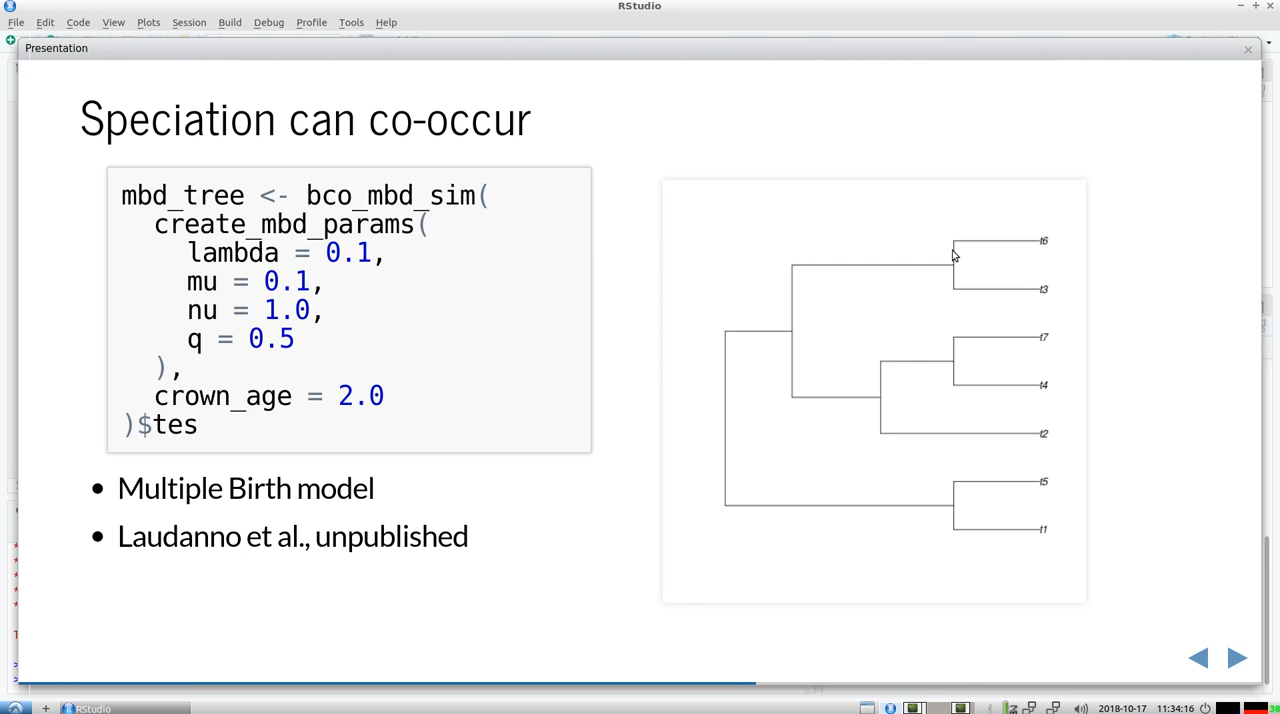 RStudio
File Edit Code View Plots Session Build Debug Profile Tools Help
Presentation
Speciation can co-occur
mbd_tree <- bco_mbd_sim(
  create_mbd_params(
    lambda = 0.1,
    mu = 0.1,
    nu = 1.0,
    q = 0.5
  ),
  crown_age = 2.0
)$tes
• Multiple Birth model
• Laudanno et al., unpublished
t6
t3
t7
t4
t2
t5
t1
RStudio
2018-10-17 11:34:16
38